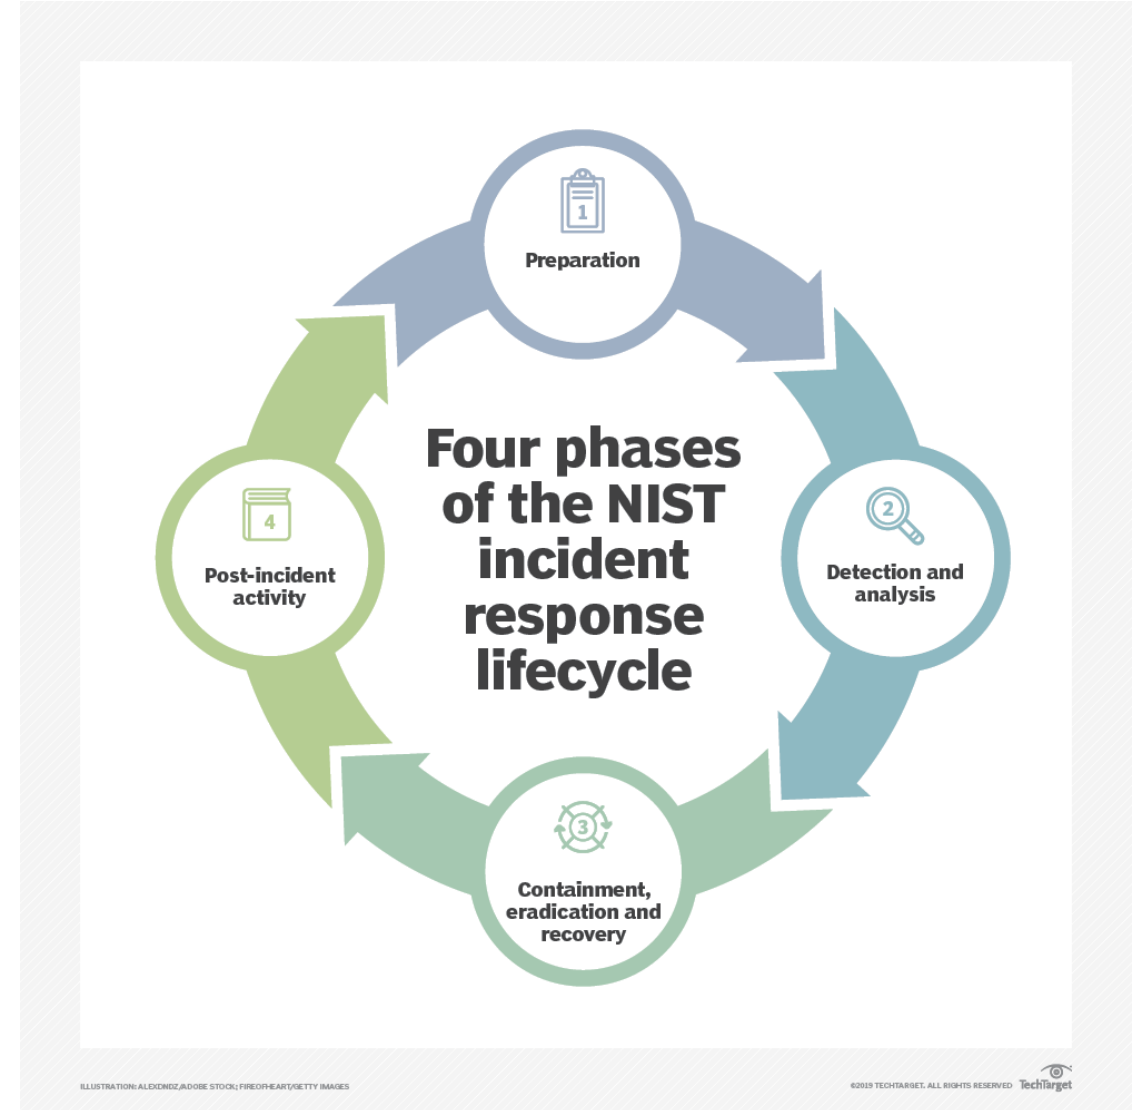 1
Preparation
Four phases
of the NIST
incident
response
lifecycle
2
Detection and
analysis
3
Containment,
eradication and
recovery
4
Post-incident
activity
ILLUSTRATION: ALEXDNDZ/ADOBE STOCK; FIREOFHEART/GETTY IMAGES
©2019 TECHTARGET. ALL RIGHTS RESERVED
TechTarget